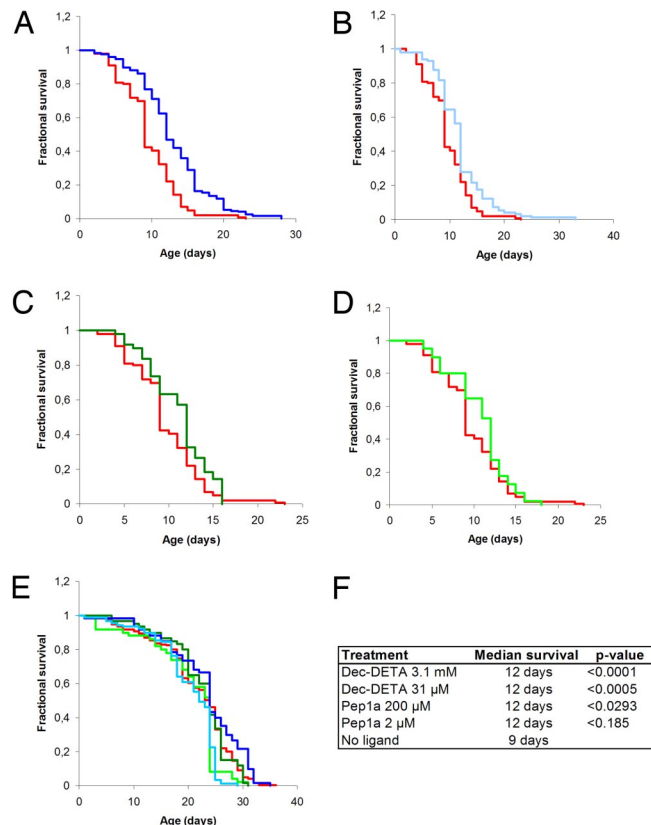 A
1,2
1
0,8
0,6
0,4
0,2
0
Fractional survival
0 10 20 30
Age (days)
B
1,2
1
0,8
0,6
0,4
0,2
0
Fractional survival
0 10 20 30 40
Age (days)
C
1,2
1
0,8
0,6
0,4
0,2
0
Fractional survival
0 5 10 15 20 25
Age (days)
D
1,2
1
0,8
0,6
0,4
0,2
0
Fractional survival
0 5 10 15 20 25
Age (days)
E
1,2
1
0,8
0,6
0,4
0,2
0
Fractional survival
0 10 20 30 40
Age (days)
F
Treatment Median survival p-value
Dec-DETA 3.1 mM 12 days <0.0001
Dec-DETA 31 µM 12 days <0.0005
Pep1a 200 µM 12 days <0.0293
Pep1a 2 µM 12 days <0.185
No ligand 9 days